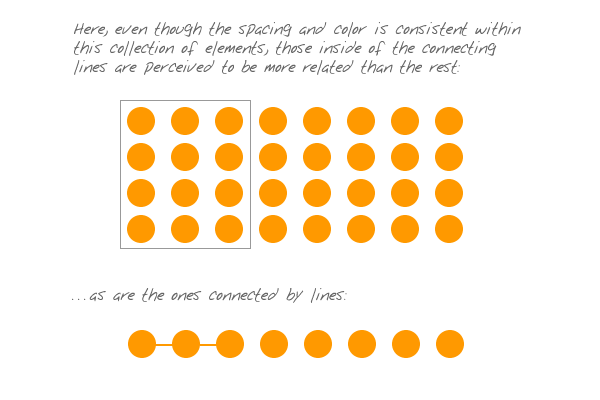 Here, even though the spacing and color is consistent within
this collection of elements, those inside of the connecting
lines are perceived to be more related than the rest:
...as are the ones connected by lines: